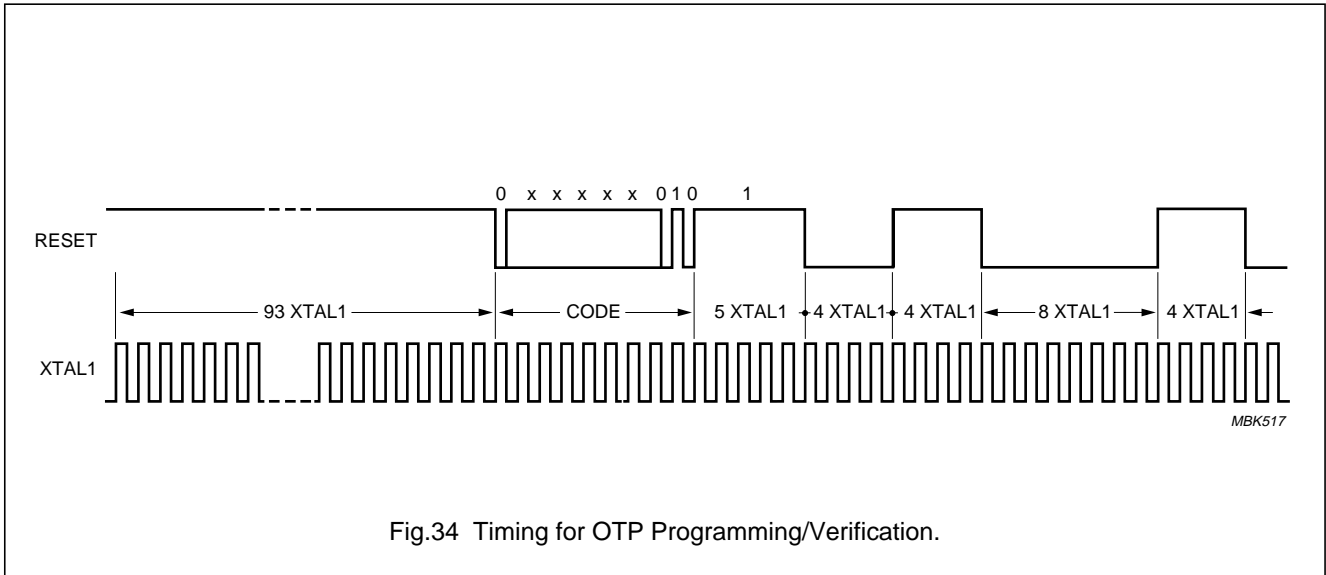 0 x x x x x 0 1 0 1
RESET
93 XTAL1 CODE 5 XTAL1 4 XTAL1 4 XTAL1 8 XTAL1 4 XTAL1
XTAL1
MBK517
Fig.34 Timing for OTP Programming/Verification.